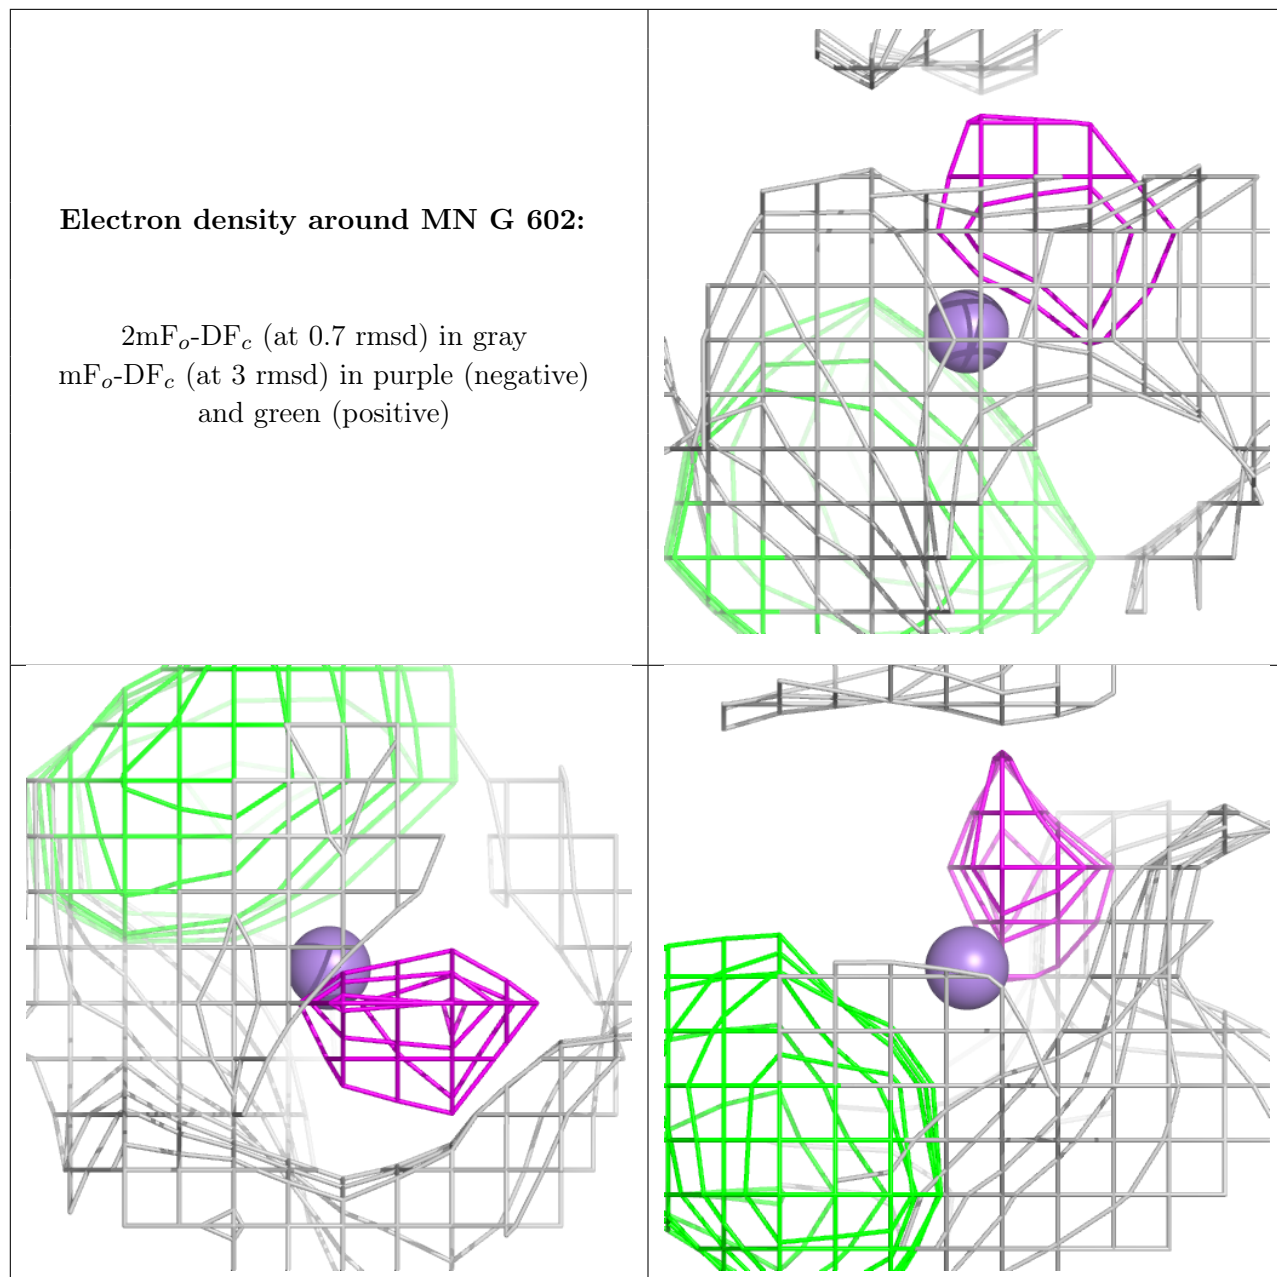 Electron density around MN G 602:
2mFo-DFc (at 0.7 rmsd) in gray
mFo-DFc (at 3 rmsd) in purple (negative)
and green (positive)